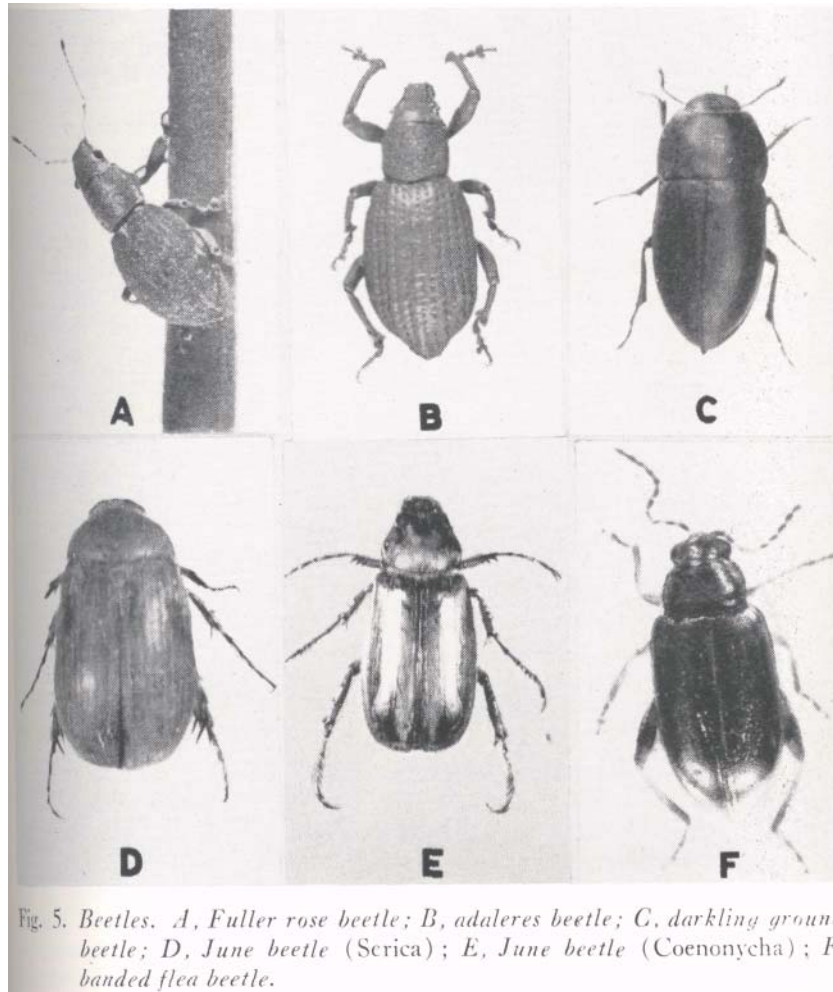 A
B
C
D
E
F
Fig. 5. Beetles. A, Fuller rose beetle; B, adaleres beetle; C, darkling groun
beetle; D, June beetle (Serica); E, June beetle (Coenonycha); F
banded flea beetle.